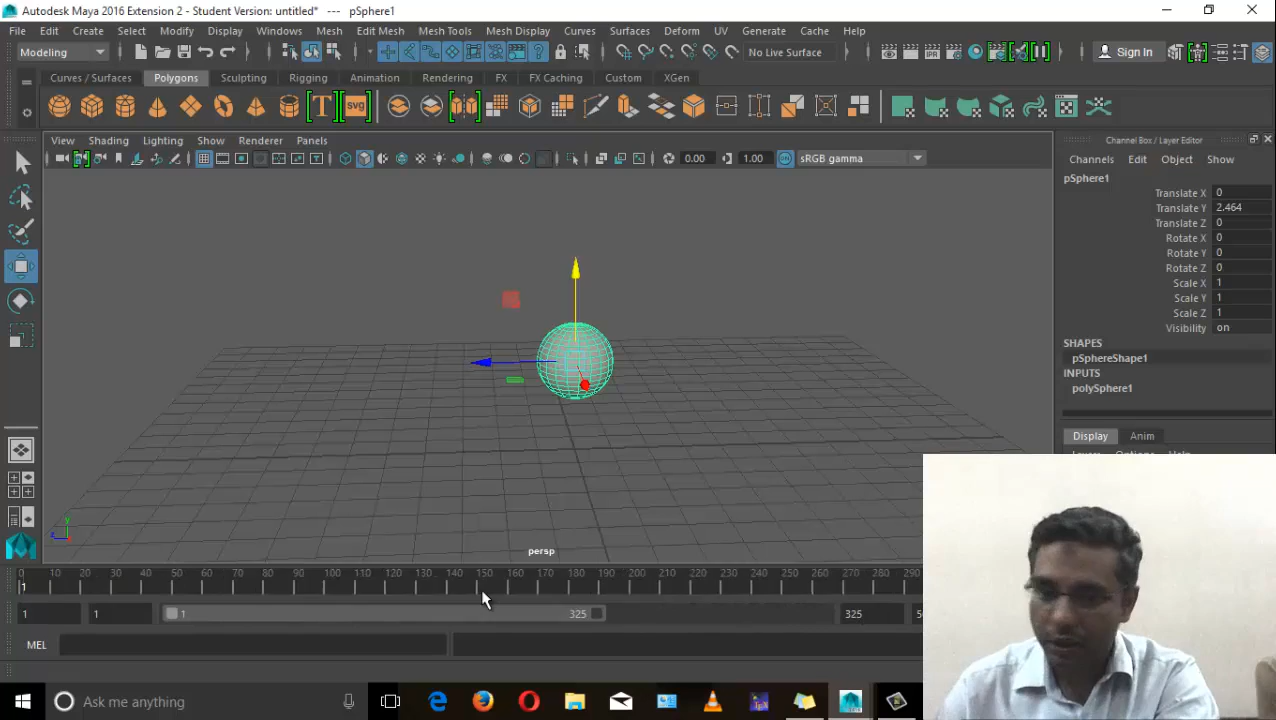 Autodesk Maya 2016 Extension 2 - Student Version: untitled*   ---   pSphere1
File Edit Create Select Modify Display Windows Mesh Edit Mesh Mesh Tools Mesh Display Curves Surfaces Deform UV Generate Cache Help
Modeling No Live Surface Sign In
Curves / Surfaces Polygons Sculpting Rigging Animation Rendering FX FX Caching Custom XGen
T SVG
View Shading Lighting Show Renderer Panels
Channel Box / Layer Editor
0.00 1.00 sRGB gamma
Channels Edit Object Show
pSphere1
Translate X 0
Translate Y 2.464
Translate Z 0
Rotate X 0
Rotate Y 0
Rotate Z 0
Scale X 1
Scale Y 1
Scale Z 1
Visibility on
SHAPES
pSphereShape1
INPUTS
polySphere1
Display Anim
y
z
persp
0 10 20 30 40 50 60 70 80 90 100 110 120 130 140 150 160 170 180 190 200 210 220 230 240 250 260 270 280 290
1
1 1 1 325 325
MEL
Ask me anything